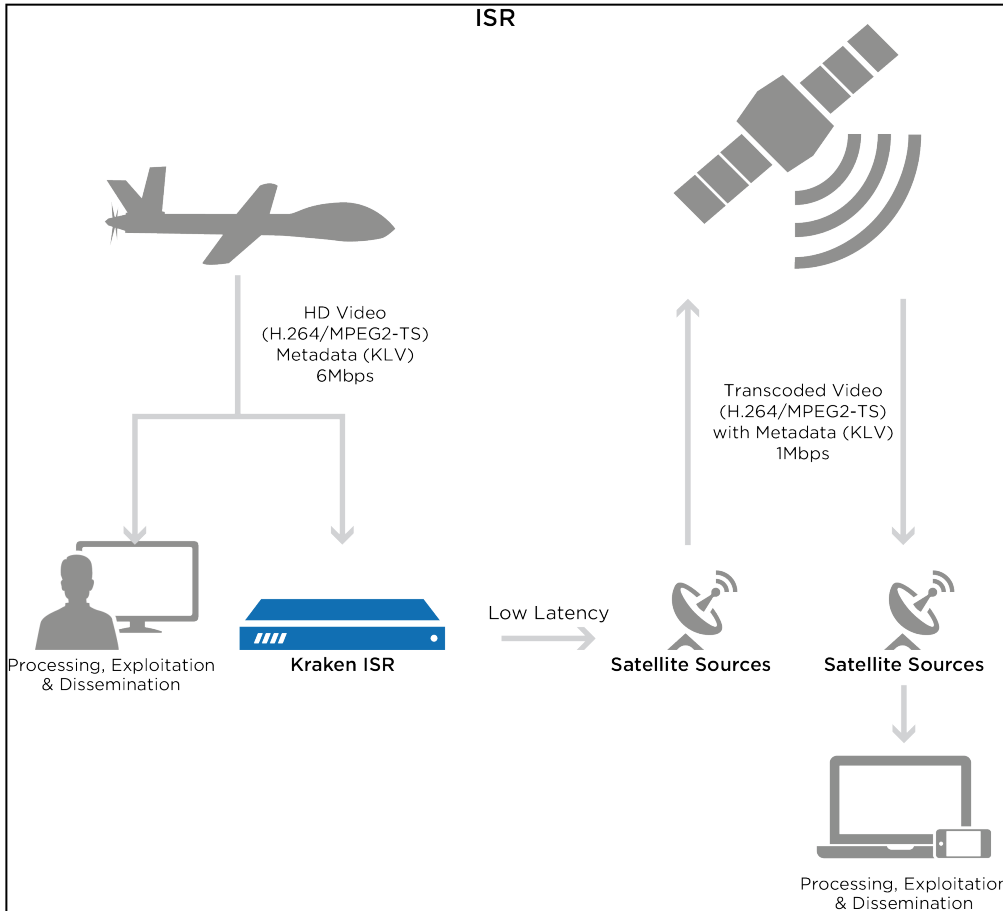 ISR
HD Video
(H.264/MPEG2-TS)
Metadata (KLV)
6Mbps
Transcoded Video
(H.264/MPEG2-TS)
with Metadata (KLV)
1Mbps
Processing, Exploitation
& Dissemination
Kraken ISR
Low Latency
Satellite Sources
Satellite Sources
Processing, Exploitation
& Dissemination